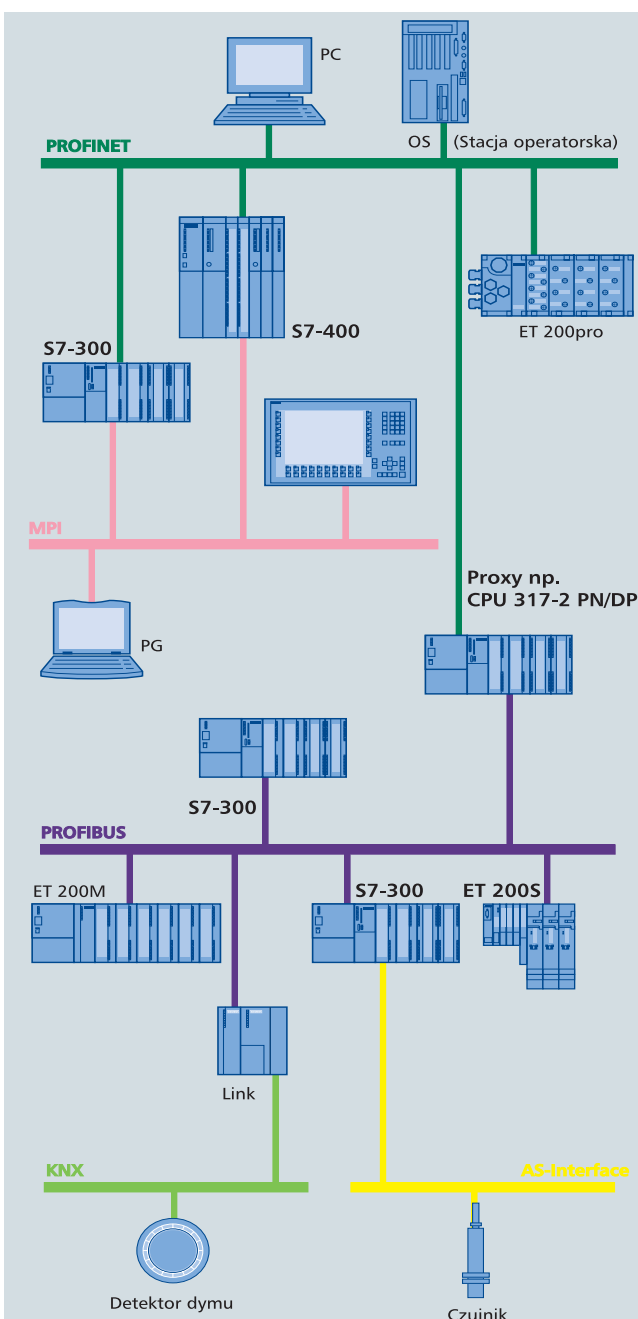 PC
OS (Stacja operatorska)
PROFINET
ET 200pro
S7-400
S7-300
MPI
PG
Proxy np.
CPU 317-2 PN/DP
S7-300
PROFIBUS
ET 200M
S7-300
ET 200S
Link
KNX
AS-Interface
Detektor dymu
Czujnik